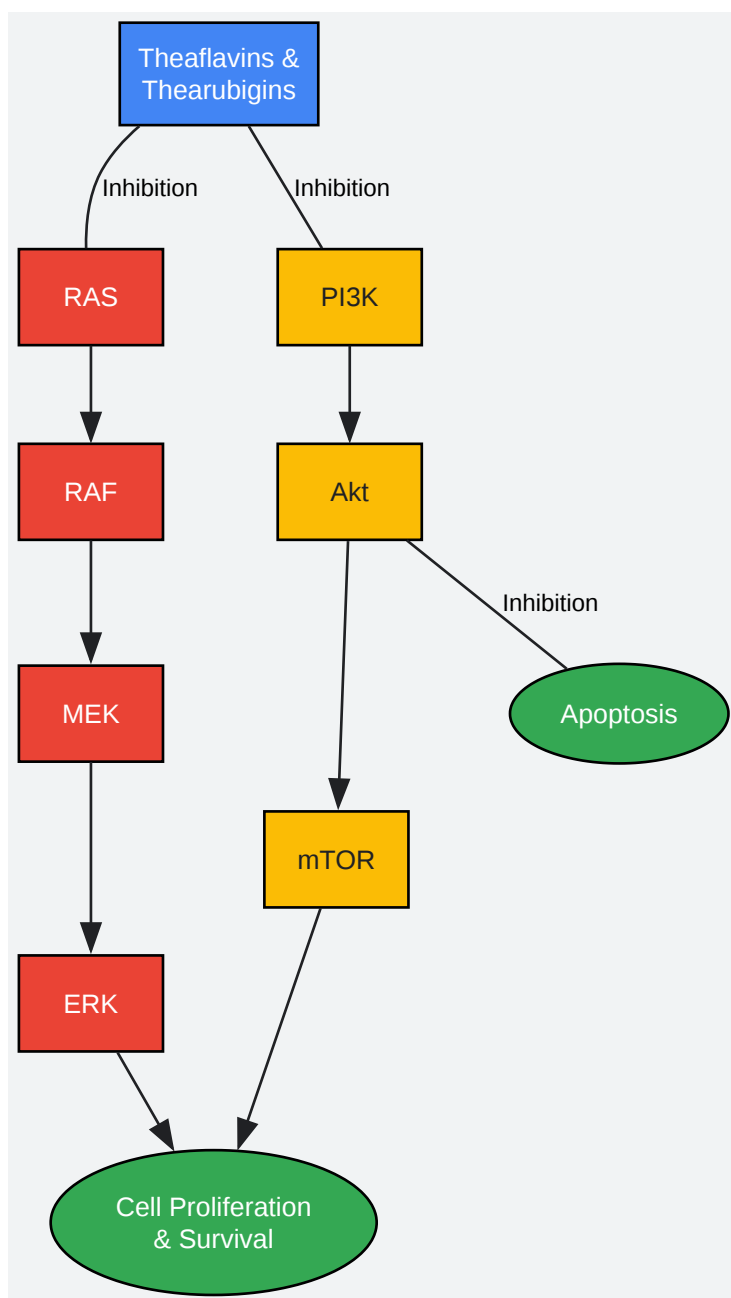 Theaflavins &
Thearubigins
Inhibition
Inhibition
RAS
PI3K
RAF
Akt
Inhibition
MEK
Apoptosis
mTOR
ERK
Cell Proliferation
& Survival